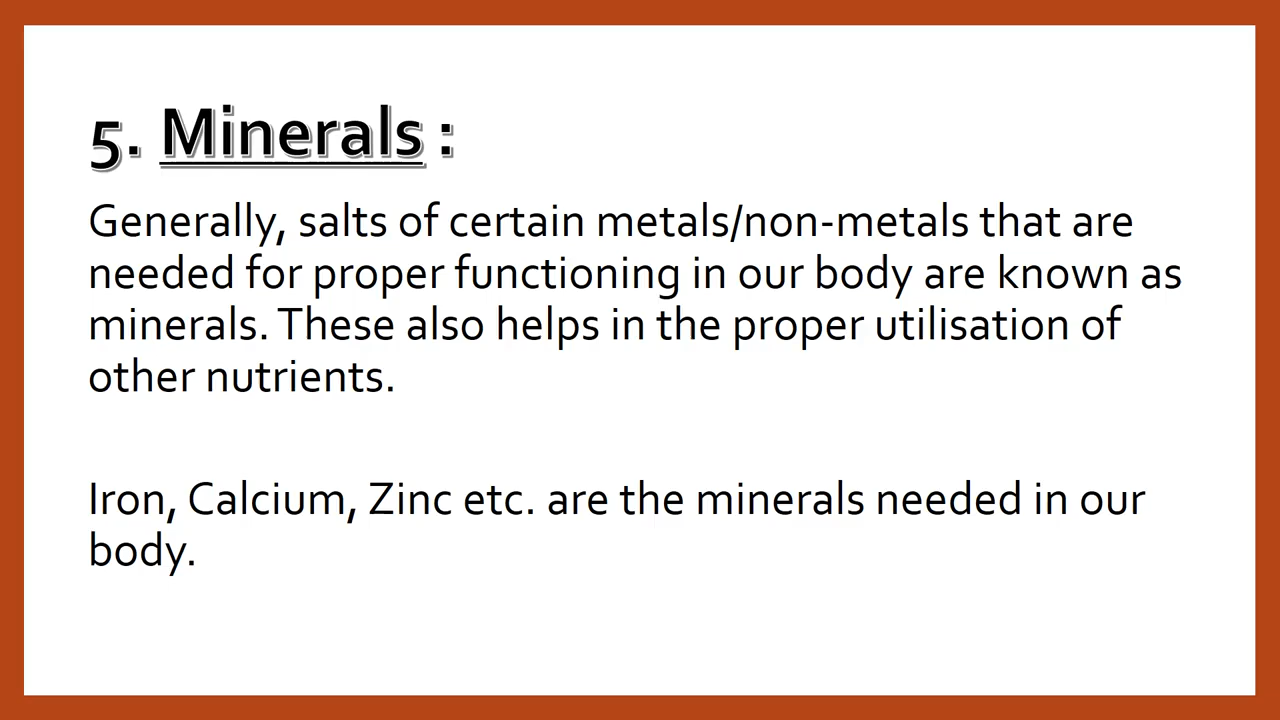 5. Minerals :
Generally, salts of certain metals/non-metals that are
needed for proper functioning in our body are known as
minerals. These also helps in the proper utilisation of
other nutrients.
Iron, Calcium, Zinc etc. are the minerals needed in our
body.